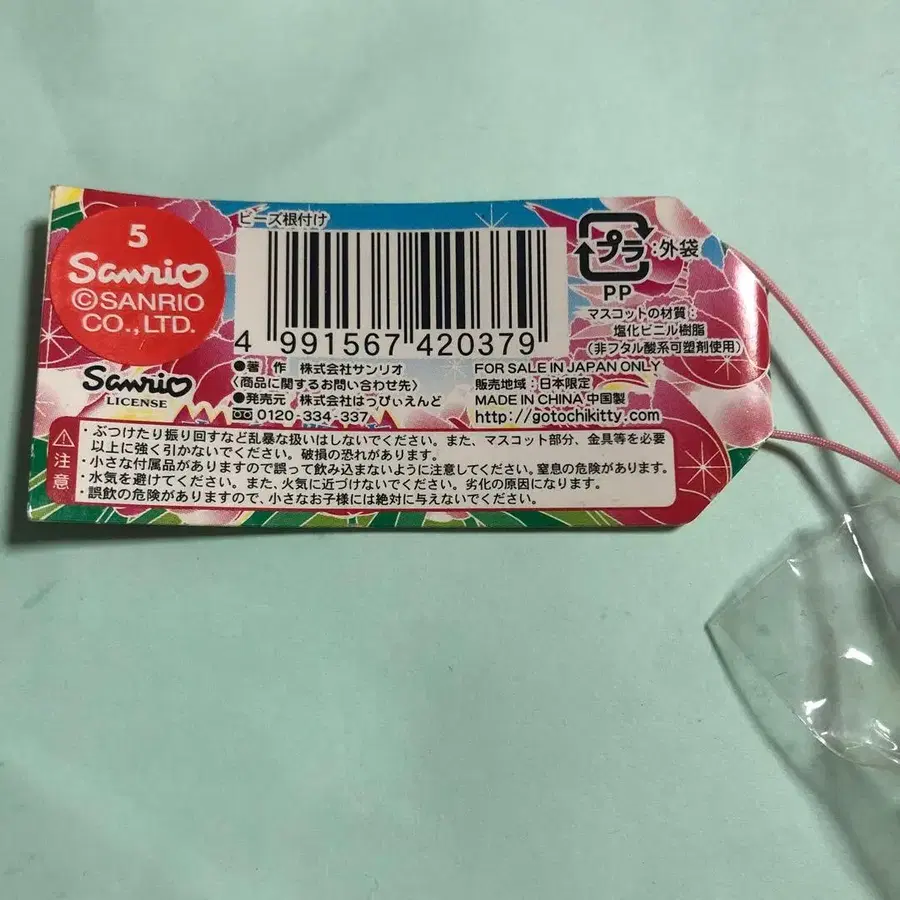 5
Sanrio
©SANRIO
CO.,LTD.
Sanrio
LICENSE
ビーズ根付け
4 991567 420379
プラ :外袋
PP
マスコットの材質:
塩化ビニル樹脂
(非フタル酸系可塑剤使用)
●著 作 株式会社サンリオ
〈商品に関するお問い合わせ先〉
●発売元 株式会社はっぴぃえんど
0120-334-337
FOR SALE IN JAPAN ONLY
販売地域:日本限定
MADE IN CHINA 中国製
http://gotochikitty.com
注意
・ぶつけたり振り回すなど乱暴な扱いはしないでください。また、マスコット部分、金具等を必要
以上に強く引かないでください。破損の恐れがあります。
・小さな付属品がありますので誤って飲み込まないように注意してください。窒息の危険があります。
・水気を避けてください。また、火気に近づけないでください。劣化の原因になります。
・誤飲の危険がありますので、小さなお子様には絶対に与えないでください。